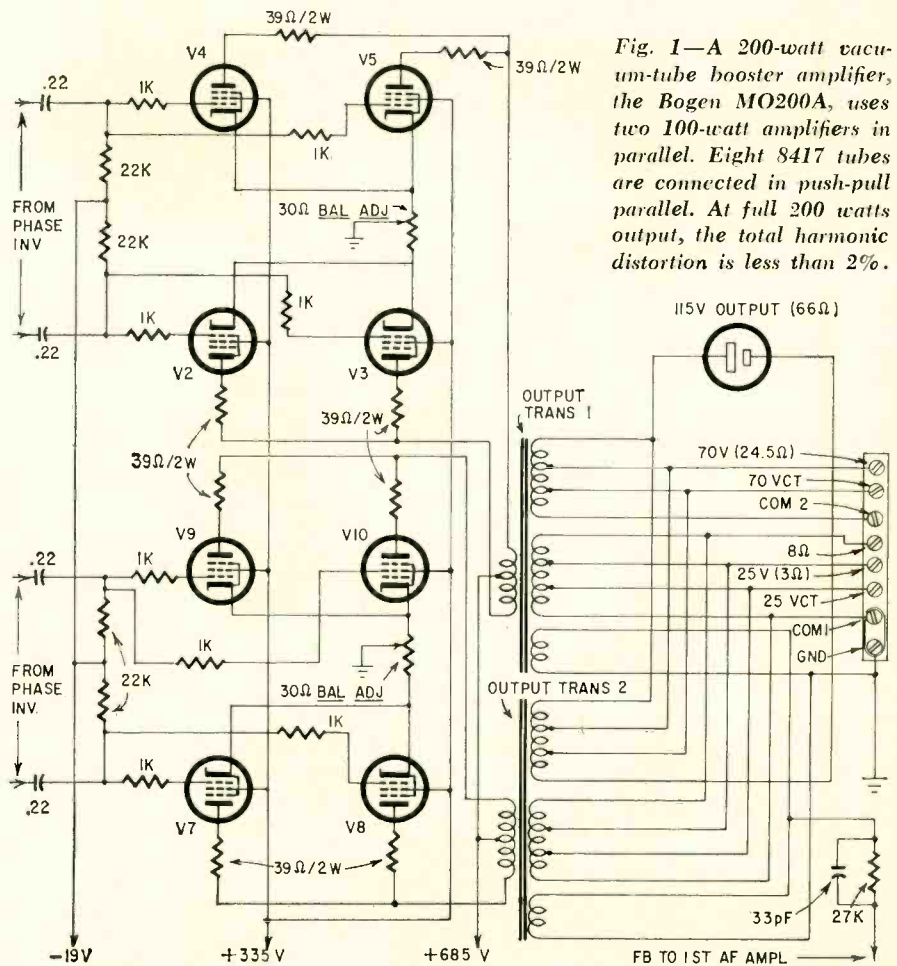 Fig. 1—A 200-watt vacu-
um-tube booster amplifier,
the Bogen MO200A, uses
two 100-watt amplifiers in
parallel. Eight 8417 tubes
are connected in push-pull
parallel. At full 200 watts
output, the total harmonic
distortion is less than 2%.
39Ω/2W
V4
V5
39Ω/2W
.22
1K
1K
22K
FROM
PHASE
INV.
22K
30Ω BAL ADJ
1K
1K
.22
V2
V3
39Ω/2W
39Ω/2W
115V OUTPUT (66Ω)
OUTPUT
TRANS 1
70V (24.5Ω)
70 VCT
COM 2
8Ω
25V (3Ω)
25 VCT
COM1
GND
V9
V10
.22
1K
1K
FROM
PHASE
INV.
22K
30Ω BAL ADJ
1K
1K
.22
V7
V8
39Ω/2W
OUTPUT TRANS 2
33pF
27K
-19V
+335 V
+685 V
FB TO 1ST AF AMPL